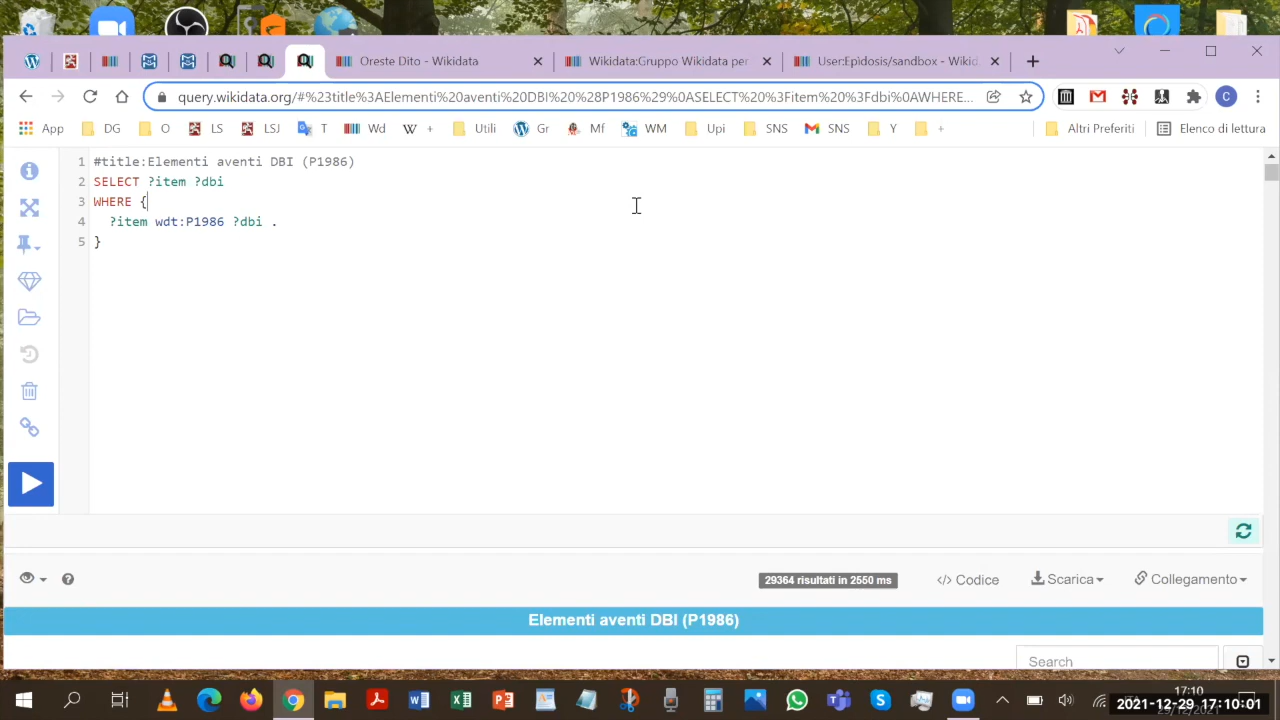 Oreste Dito - Wikidata
Wikidata:Gruppo Wikidata per
User:Epìdosis/sandbox - Wikid
query.wikidata.org/#%23title%3AElementi%20aventi%20DBI%20%28P1986%29%0ASELECT%20%3Fitem%20%3Fdbi%0AWHERE...
C
App DG O LS LSJ T Wd + Utili Gr Mf WM Upi SNS SNS Y + Altri Preferiti Elenco di lettura
1 #title:Elementi aventi DBI (P1986)
2 SELECT ?item ?dbi
3 WHERE {
4 ?item wdt:P1986 ?dbi .
5 }
29364 risultati in 2550 ms
</> Codice
Scarica
Collegamento
Elementi aventi DBI (P1986)
Search
17:10
2021-12-29 17:10:01